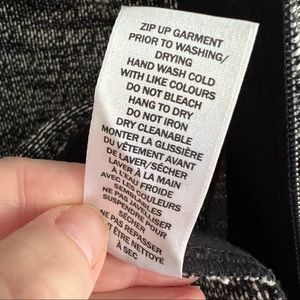 ZIP UP GARMENT
PRIOR TO WASHING/
DRYING
HAND WASH COLD
WITH LIKE COLOURS
DO NOT BLEACH
HANG TO DRY
DO NOT IRON
DRY CLEANABLE
MONTER LA GLISSIÈRE
DU VÊTEMENT AVANT
DE LAVER/SÉCHER
LAVER À LA MAIN
À L'EAU FROIDE
AVEC LES COULEURS
SEMBLABLES
NE PAS JAVELLISER
SUSPENDRE POUR
SÉCHER
NE PAS REPASSER
ÊTRE NETTOYÉ
À SEC